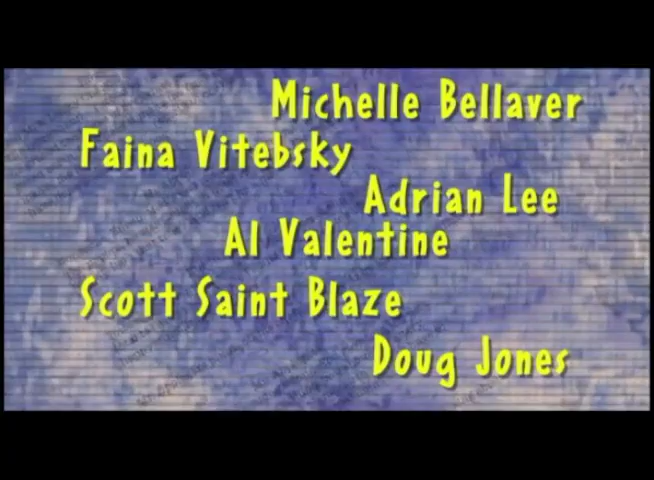 Michelle Bellaver
Faina Vitebsky
Adrian Lee
Al Valentine
Scott Saint Blaze
Doug Jones